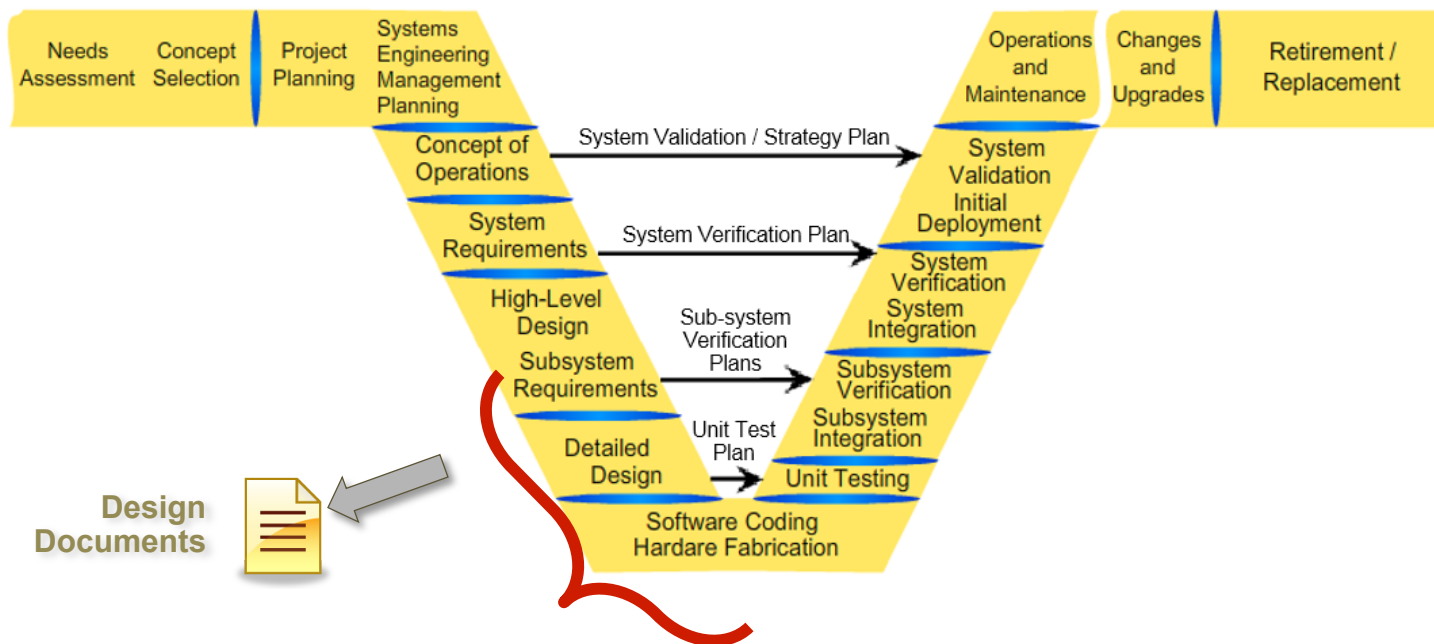 Needs
Assessment
Concept
Selection
Project
Planning
Systems
Engineering
Management
Planning
Operations
and
Maintenance
Changes
and
Upgrades
Retirement /
Replacement
Concept of
Operations
System Validation / Strategy Plan
System
Validation
Initial
Deployment
System
Requirements
System Verification Plan
System
Verification
System
Integration
High-Level
Design
Subsystem
Requirements
Sub-system
Verification
Plans
Subsystem
Verification
Subsystem
Integration
Detailed
Design
Unit Test
Plan
Unit Testing
Software Coding
Hardare Fabrication
Design
Documents